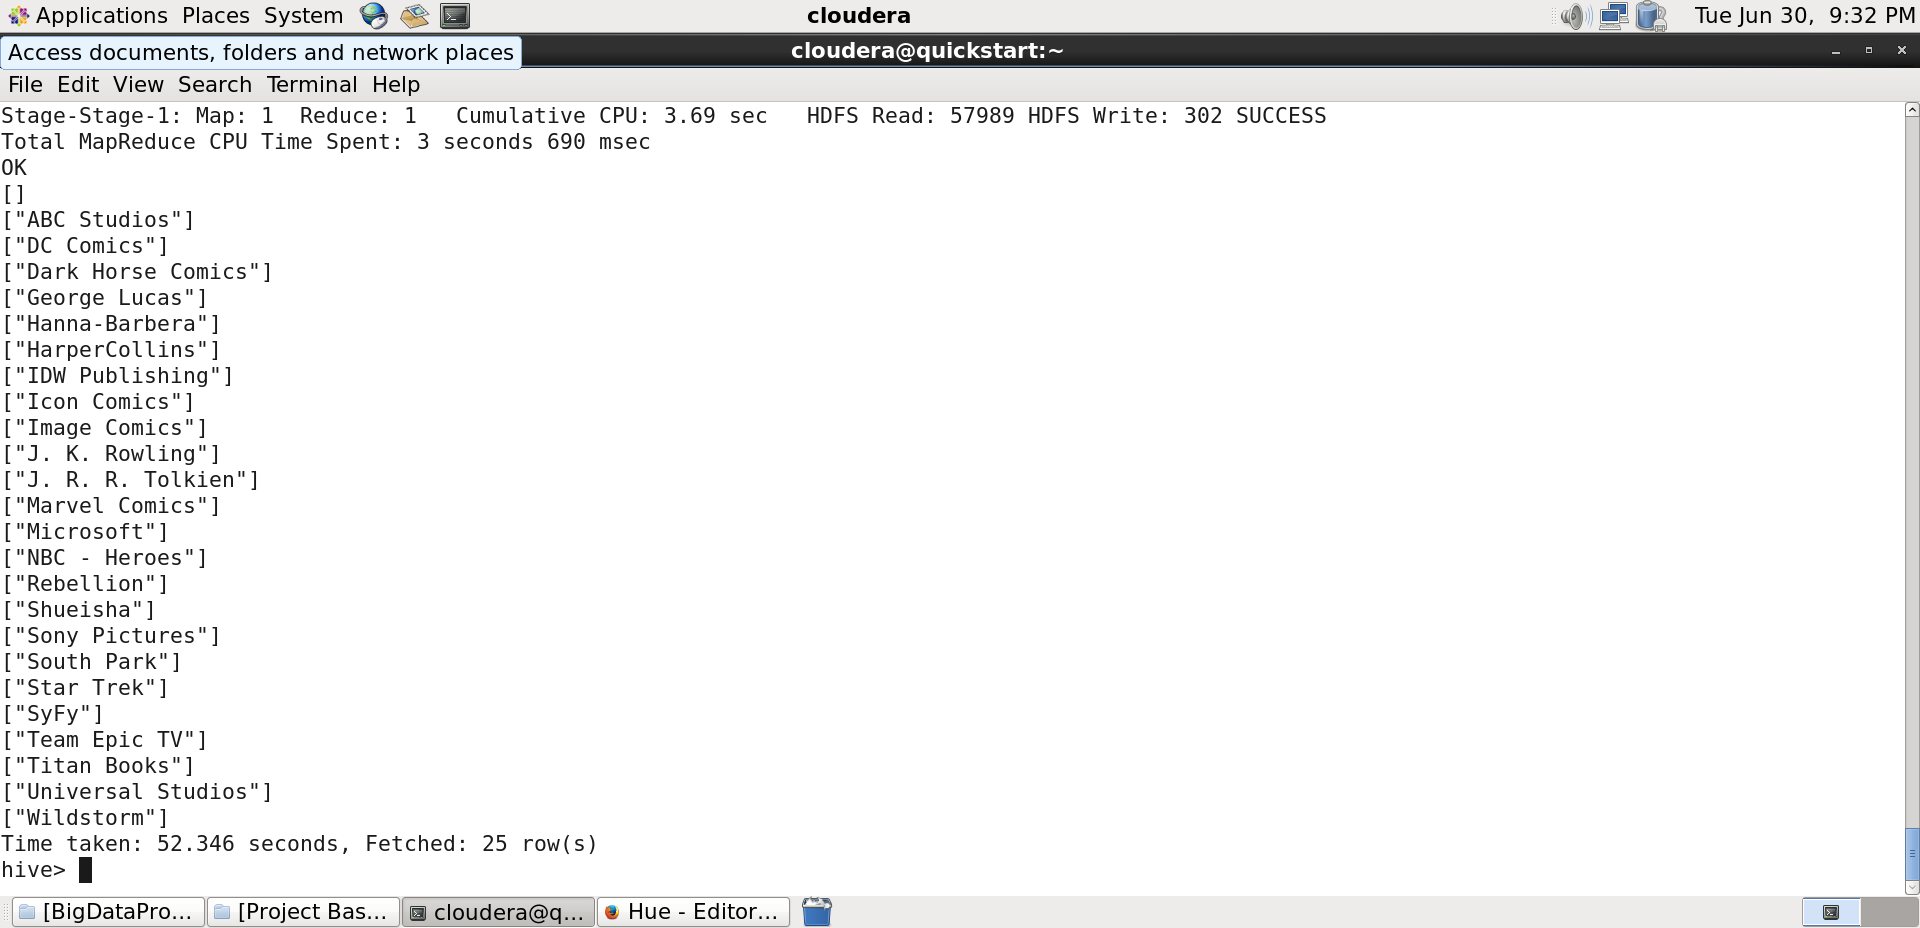 Applications Places System cloudera Tue Jun 30, 9:32 PM
Access documents, folders and network places cloudera@quickstart:~
File Edit View Search Terminal Help
Stage-Stage-1: Map: 1  Reduce: 1   Cumulative CPU: 3.69 sec   HDFS Read: 57989 HDFS Write: 302 SUCCESS
Total MapReduce CPU Time Spent: 3 seconds 690 msec
OK
[]
["ABC Studios"]
["DC Comics"]
["Dark Horse Comics"]
["George Lucas"]
["Hanna-Barbera"]
["HarperCollins"]
["IDW Publishing"]
["Icon Comics"]
["Image Comics"]
["J. K. Rowling"]
["J. R. R. Tolkien"]
["Marvel Comics"]
["Microsoft"]
["NBC - Heroes"]
["Rebellion"]
["Shueisha"]
["Sony Pictures"]
["South Park"]
["Star Trek"]
["SyFy"]
["Team Epic TV"]
["Titan Books"]
["Universal Studios"]
["Wildstorm"]
Time taken: 52.346 seconds, Fetched: 25 row(s)
hive>
[BigDataPro... [Project Bas... cloudera@q... Hue - Editor...